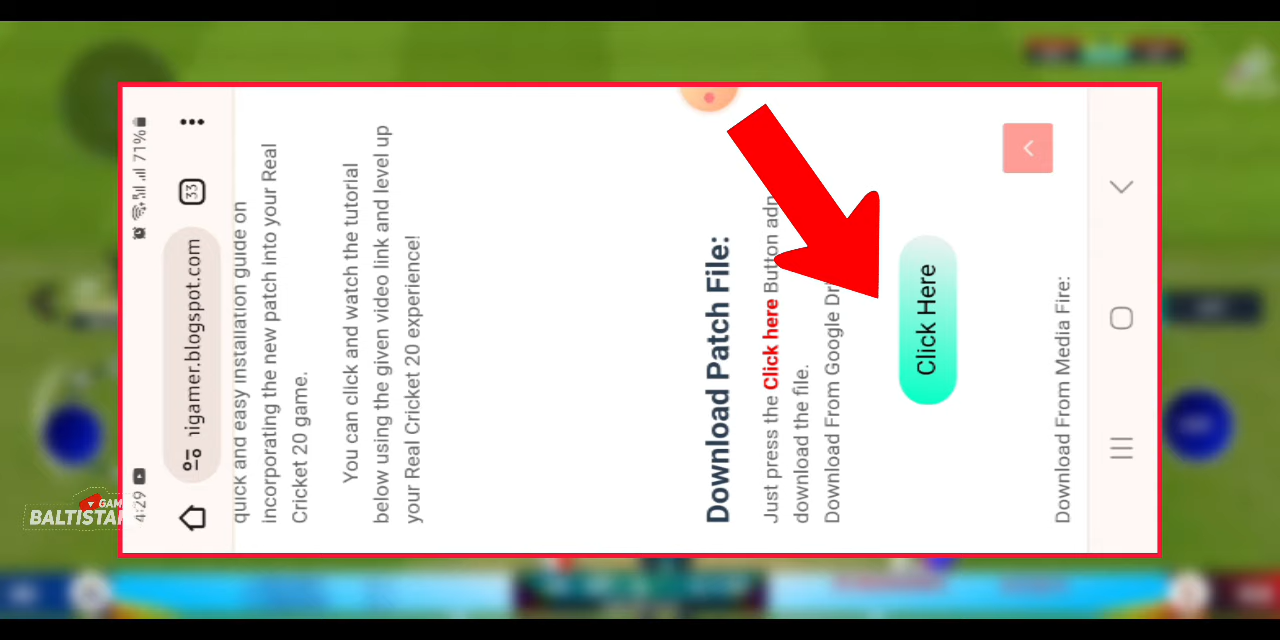 4:29
71%
iigamer.blogspot.com
33
quick and easy installation guide on
incorporating the new patch into your Real
Cricket 20 game.
You can click and watch the tutorial
below using the given video link and level up
your Real Cricket 20 experience!
Download Patch File:
Just press the Click here Button
download the file.
Download From Google
Click Here
Download From Media Fire:
GAM
BALTISTA